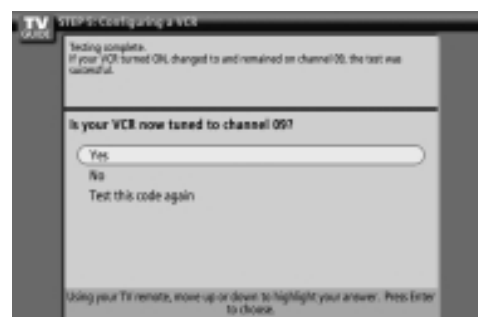 TV
GUIDE
STEP 5: Configuring a VCR
Testing complete.
If your VCR turned ON, changed to and remained on channel 09, the test was
successful.
Is your VCR now tuned to channel 09?
Yes
No
Test this code again
Using your TV remote, move up or down to highlight your answer. Press Enter
to choose.